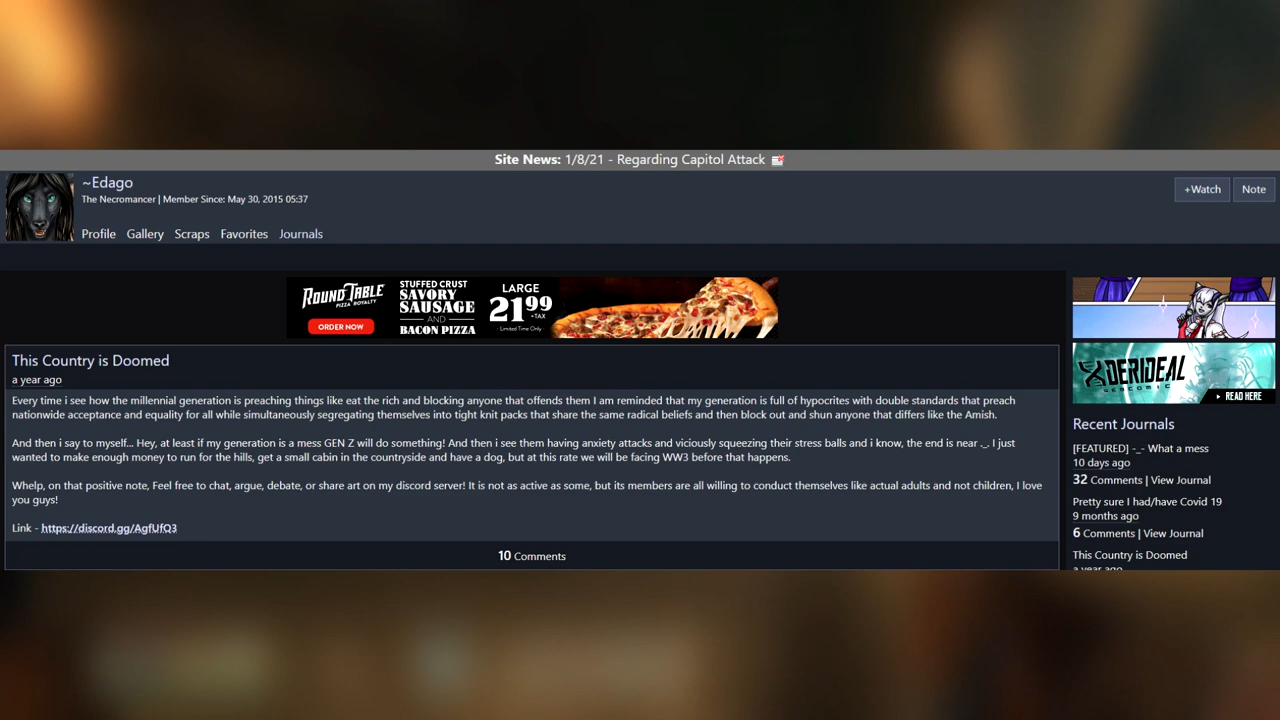 Site News: 1/8/21 - Regarding Capitol Attack
~Edago
The Necromancer | Member Since: May 30, 2015 05:37
+Watch
Note
Profile Gallery Scraps Favorites Journals
ROUND TABLE
PIZZA ROYALTY
ORDER NOW
STUFFED CRUST
SAVORY
SAUSAGE
AND
BACON PIZZA
LARGE
21.99
+TAX
· Limited Time Only ·
This Country is Doomed
a year ago
Every time i see how the millennial generation is preaching things like eat the rich and blocking anyone that offends them I am reminded that my generation is full of hypocrites with double standards that preach
nationwide acceptance and equality for all while simultaneously segregating themselves into tight knit packs that share the same radical beliefs and then block out and shun anyone that differs like the Amish.
And then i say to myself... Hey, at least if my generation is a mess GEN Z will do something! And then i see them having anxiety attacks and viciously squeezing their stress balls and i know, the end is near ._. I just
wanted to make enough money to run for the hills, get a small cabin in the countryside and have a dog, but at this rate we will be facing WW3 before that happens.
Whelp, on that positive note, Feel free to chat, argue, debate, or share art on my discord server! It is not as active as some, but its members are all willing to conduct themselves like actual adults and not children, I love
you guys!
Link - https://discord.gg/AgfUfQ3
10 Comments
DERIDEAL
READ HERE
Recent Journals
[FEATURED] -_- What a mess
10 days ago
32 Comments | View Journal
Pretty sure I had/have Covid 19
9 months ago
6 Comments | View Journal
This Country is Doomed
a year ago